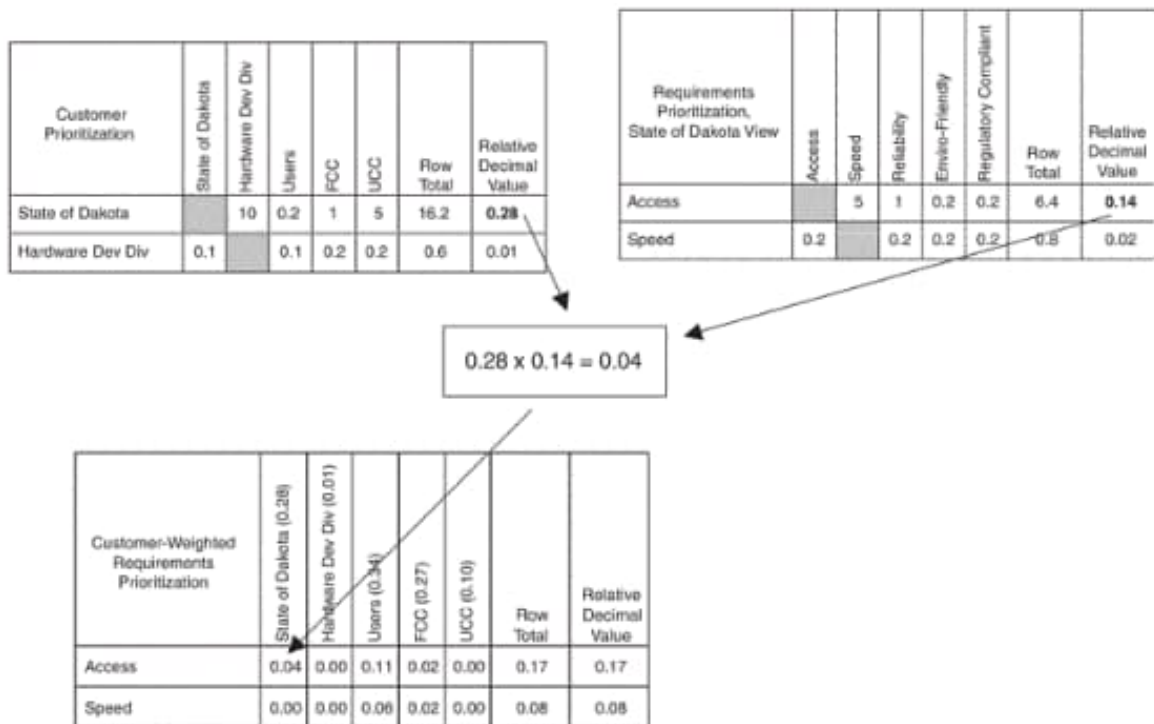 Customer
Prioritization
State of Dakota
Hardware Dev Div
Users
FCC
UCC
Row
Total
Relative
Decimal
Value
State of Dakota 10 0.2 1 5 16.2 0.28
Hardware Dev Div 0.1 0.1 0.2 0.2 0.6 0.01
Requirements
Prioritization,
State of Dakota View
Access
Speed
Reliability
Enviro-Friendly
Regulatory Compliant
Row
Total
Relative
Decimal
Value
Access 5 1 0.2 0.2 6.4 0.14
Speed 0.2 0.2 0.2 0.2 0.8 0.02
0.28 x 0.14 = 0.04
Customer-Weighted
Requirements
Prioritization
State of Dakota (0.28)
Hardware Dev Div (0.01)
Users (0.34)
FCC (0.27)
UCC (0.10)
Row
Total
Relative
Decimal
Value
Access 0.04 0.00 0.11 0.02 0.00 0.17 0.17
Speed 0.00 0.00 0.06 0.02 0.00 0.08 0.08